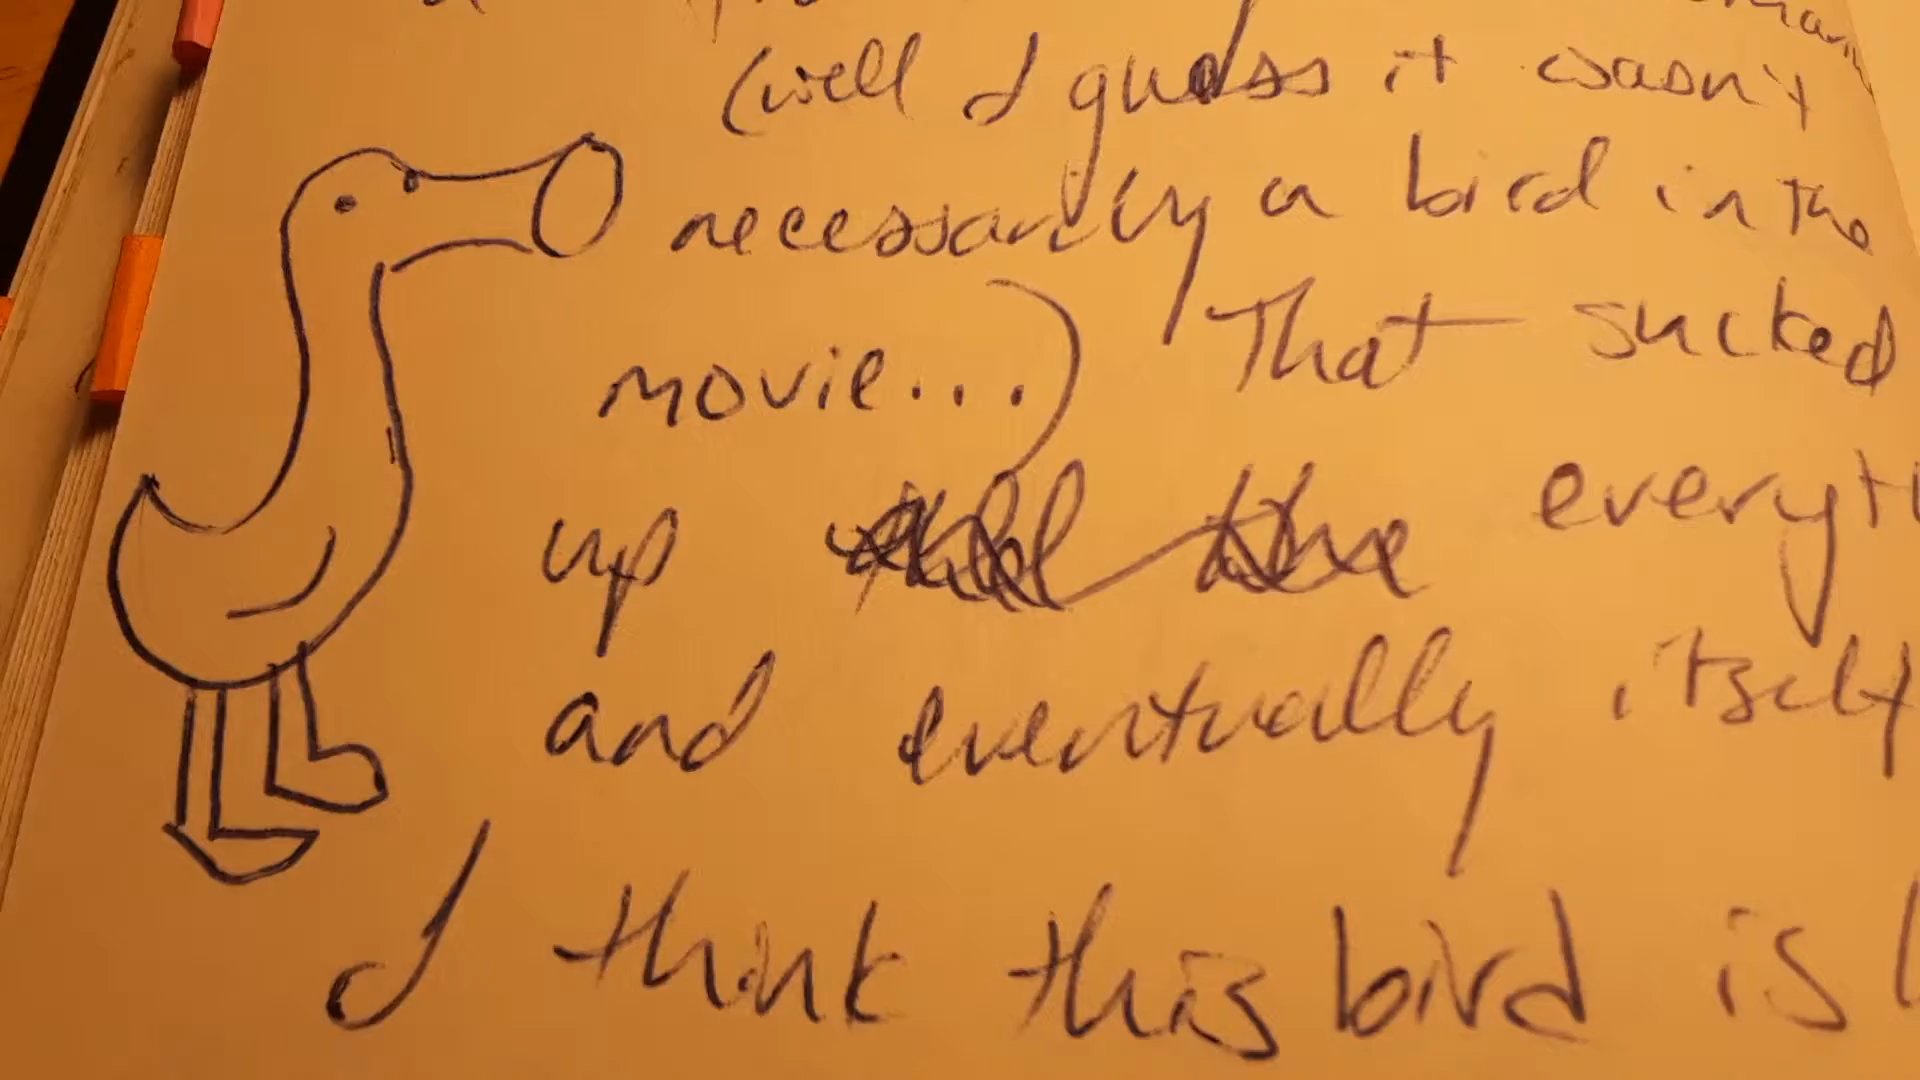 (well I guess it wasn't
necessarily a bird in the
movie...) That sucked
up everyt
and eventually itself
I think this bird is